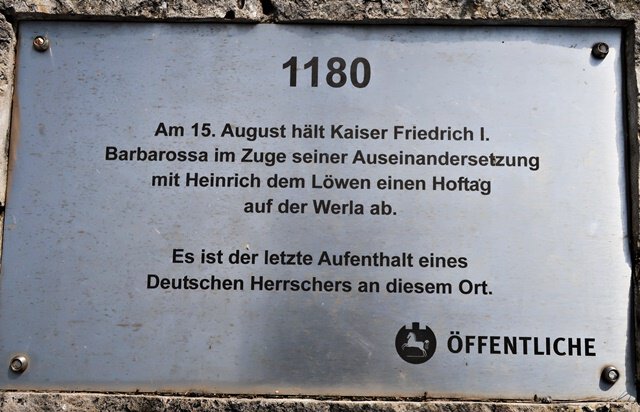 1180
Am 15. August hält Kaiser Friedrich I.
Barbarossa im Zuge seiner Auseinandersetzung
mit Heinrich dem Löwen einen Hoftag
auf der Werla ab.
Es ist der letzte Aufenthalt eines
Deutschen Herrschers an diesem Ort.
ÖFFENTLICHE